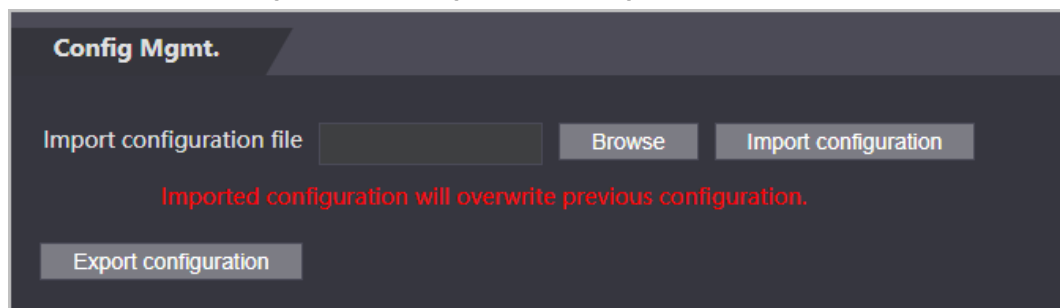 Config Mgmt.
Import configuration file Browse Import configuration
Imported configuration will overwrite previous configuration.
Export configuration